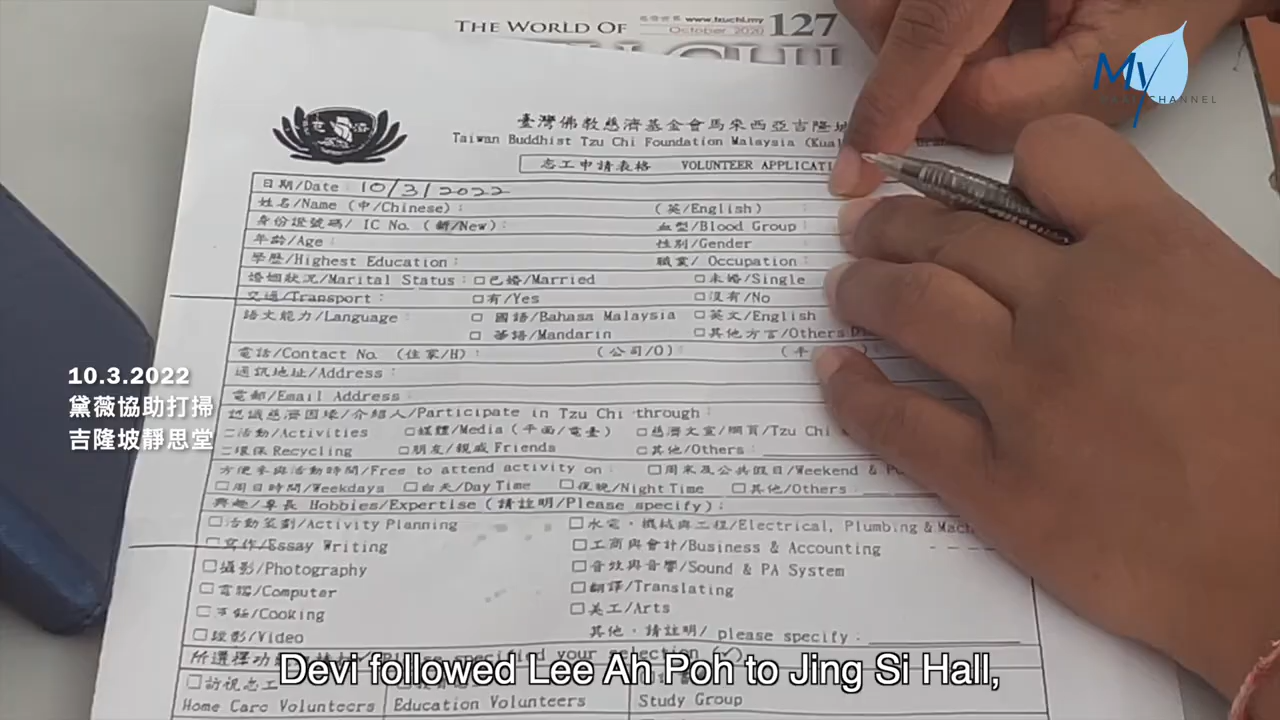 THE WORLD OF www.tzuchi.my October 2020 127
My CHANNEL
臺灣佛教慈濟基金會馬來西亞吉隆坡
Taiwan Buddhist Tzu Chi Foundation Malaysia
志工申請表格 VOLUNTEER
日期/Date : 10/3/2022
姓名/Name (中/Chinese) : (英/English) :
身份證號碼/ IC No. (新/New) : 血型/Blood Group :
年齡/Age : 性別/Gender
學歷/Highest Education : 職業/ Occupation :
婚姻狀況/Marital Status : □已婚/Married □未婚/Single
交通/Transport : □有/Yes □沒有/No
語文能力/Language : □ 國語/Bahasa Malaysia □英文/English
□ 華語/Mandarin □其他方言/Others
電話/Contact No. (住家/H) : (公司/O) :
通訊地址/Address :
電郵/Email Address :
認識慈濟因緣/介紹人/Participate in Tzu Chi through :
活動/Activities □媒體/Media (平面/電臺) □慈濟文宣/網頁/Tzu Chi
環保 Recycling □朋友/親戚 Friends □其他/Others :
方便參與活動時間/Free to attend activity on : □周末及公共假日/Weekend &
□周日時間/Weekdays □白天/Day Time □夜晚/Night Time □其他/Others :
興趣/專長 Hobbies/Expertise (請註明/Please specify) :
□活動策劃/Activity Planning □水電、機械與工程/Electrical, Plumbing &
□寫作/Essay Writing □工商與會計/Business & Accounting
□攝影/Photography □音效與音響/Sound & PA System
□電腦/Computer □翻譯/Translating
□烹飪/Cooking □美工/Arts
□錄影/Video 其他、請註明/ please specify :
Please specified your selection (✓)
□訪視志工
Home Care Volunteers Education Volunteers Study Group
10.3.2022
黛薇協助打掃
吉隆坡靜思堂
Devi followed Lee Ah Poh to Jing Si Hall,